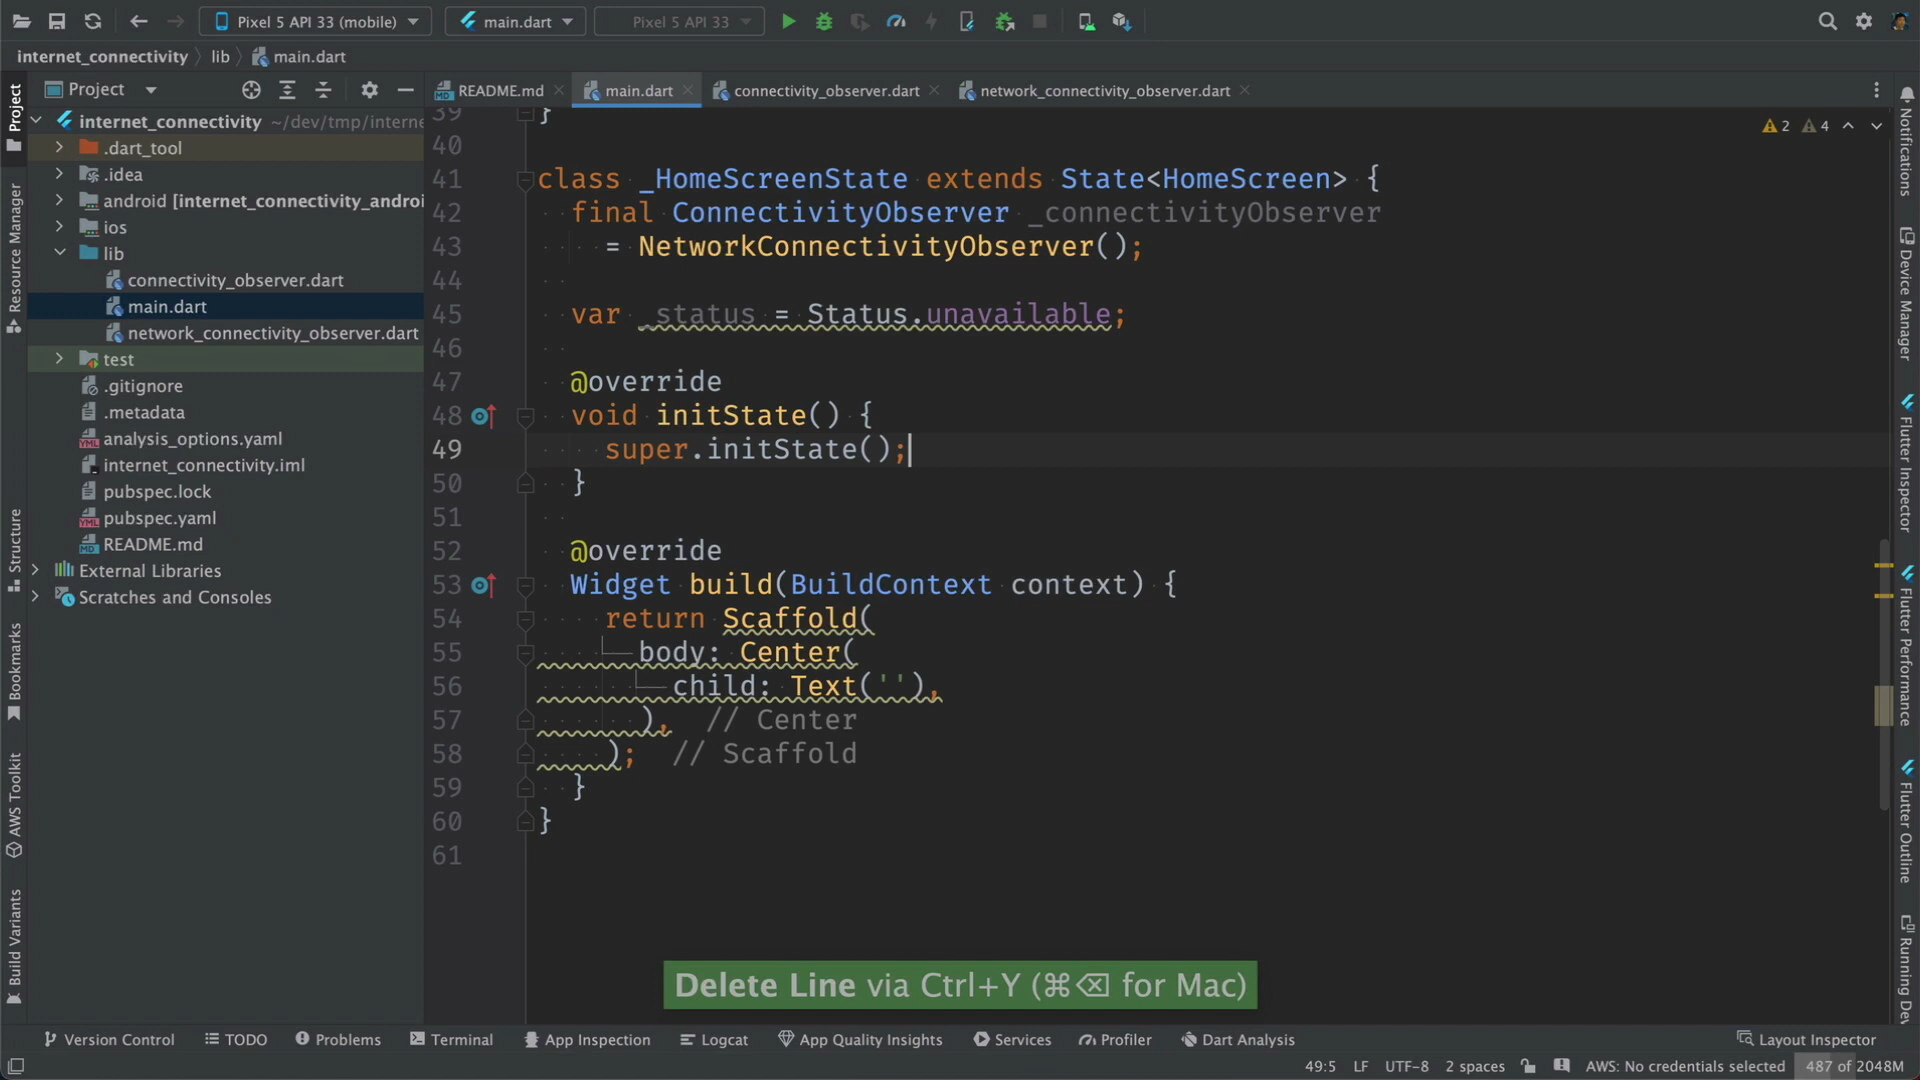 Pixel 5 API 33 (mobile)
main.dart
Pixel 5 API 33
internet_connectivity
lib
main.dart
Project
README.md
main.dart
connectivity_observer.dart
network_connectivity_observer.dart
Project
Resource Manager
Structure
Bookmarks
AWS Toolkit
Build Variants
internet_connectivity ~/dev/tmp/interne
.dart_tool
.idea
android [internet_connectivity_androi
ios
lib
connectivity_observer.dart
main.dart
network_connectivity_observer.dart
test
.gitignore
.metadata
analysis_options.yaml
internet_connectivity.iml
pubspec.lock
pubspec.yaml
README.md
External Libraries
Scratches and Consoles
2 4
39 }
40
41 class _HomeScreenState extends State<HomeScreen> {
42 final ConnectivityObserver _connectivityObserver
43 = NetworkConnectivityObserver();
44
45 var _status = Status.unavailable;
46
47 @override
48 void initState() {
49 super.initState();
50 }
51
52 @override
53 Widget build(BuildContext context) {
54 return Scaffold(
55 body: Center(
56 child: Text(''),
57 ), // Center
58 ); // Scaffold
59 }
60 }
61
Delete Line via Ctrl+Y (⌘⌫ for Mac)
Notifications
Device Manager
Flutter Inspector
Flutter Performance
Flutter Outline
Running Dev
Version Control
TODO
Problems
Terminal
App Inspection
Logcat
App Quality Insights
Services
Profiler
Dart Analysis
Layout Inspector
49:5 LF UTF-8 2 spaces AWS: No credentials selected 487 of 2048M